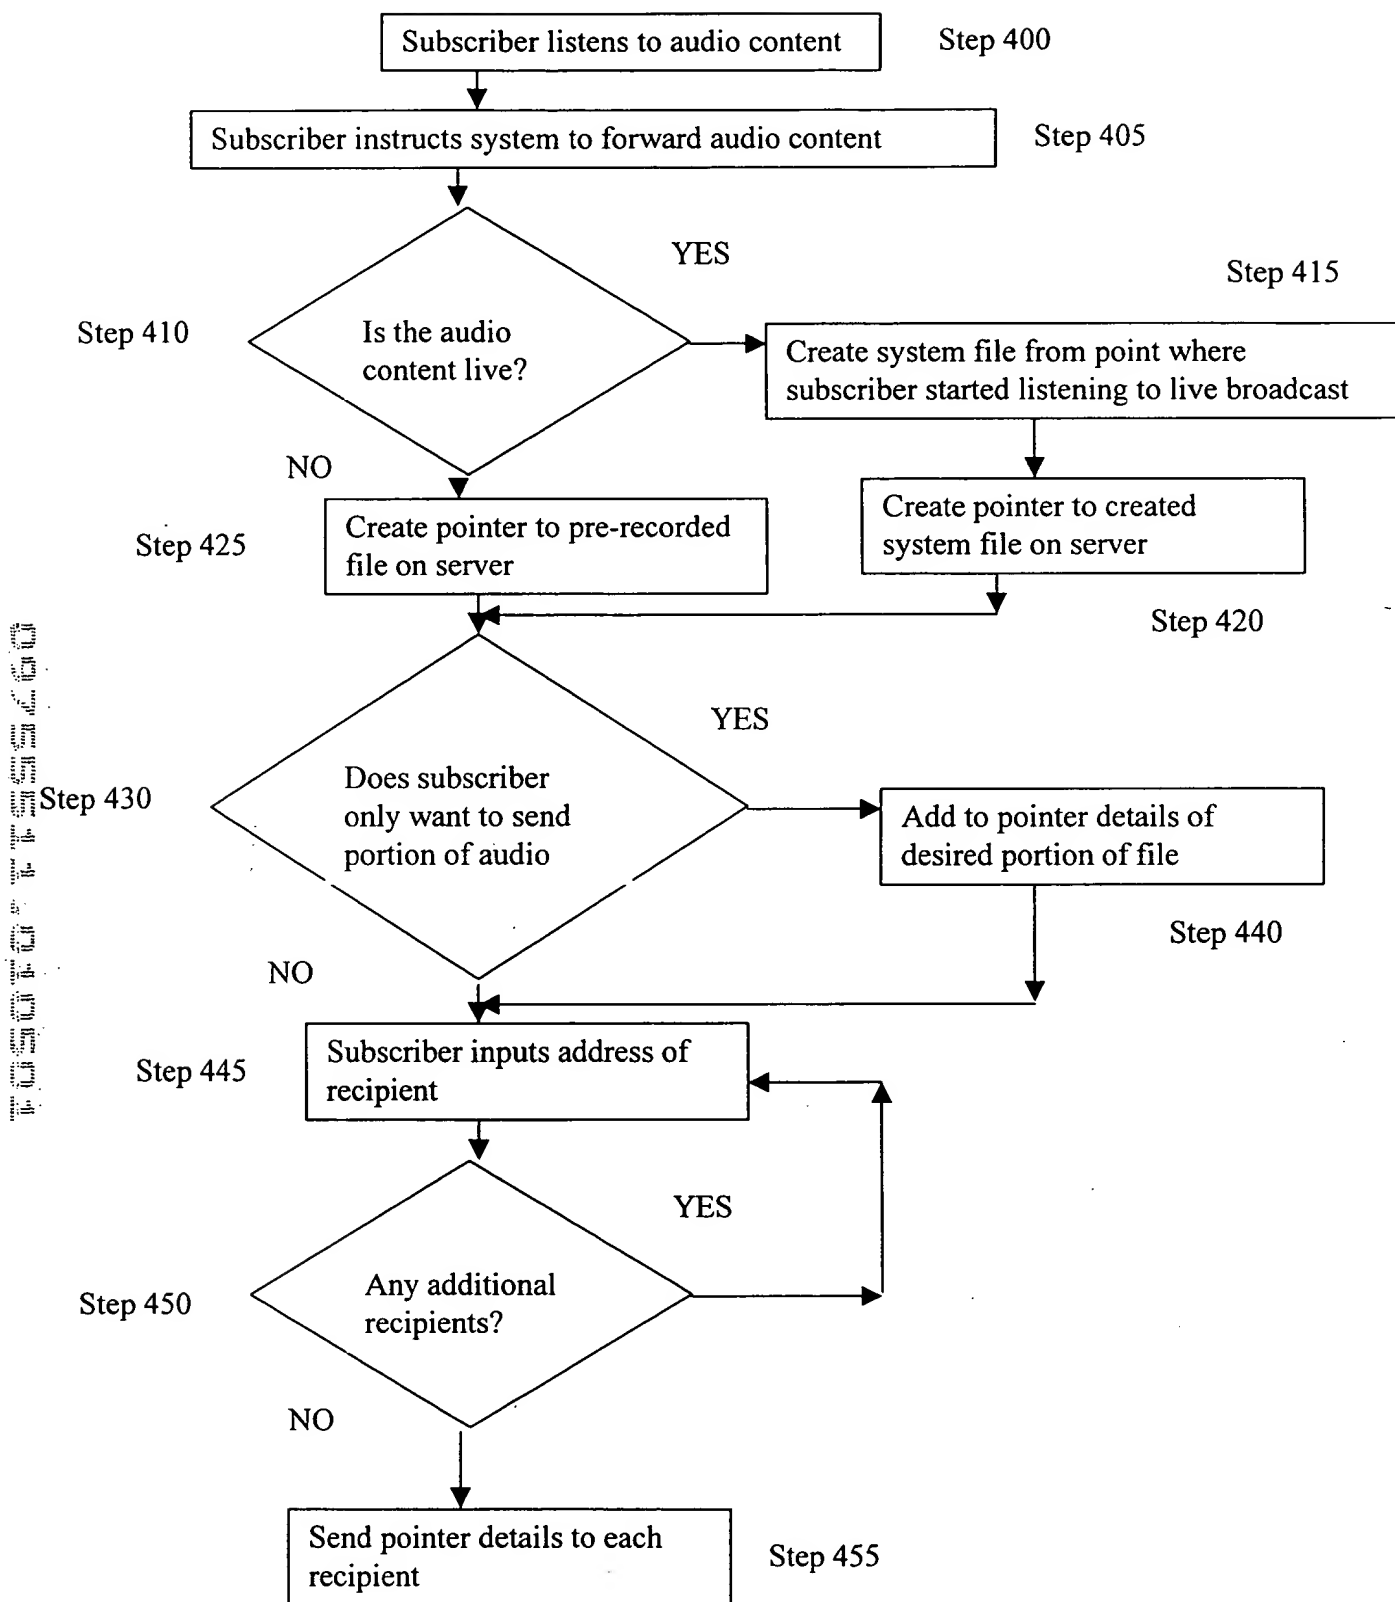 Subscriber listens to audio content
Step 400
Subscriber instructs system to forward audio content
Step 405
YES
Step 415
Step 410
Is the audio
content live?
Create system file from point where
subscriber started listening to live broadcast
NO
Step 425
Create pointer to pre-recorded
file on server
Create pointer to created
system file on server
Step 420
YES
Step 430
Does subscriber
only want to send
portion of audio
Add to pointer details of
desired portion of file
Step 440
NO
Step 445
Subscriber inputs address of
recipient
YES
Step 450
Any additional
recipients?
NO
Send pointer details to each
recipient
Step 455
09755511.010501